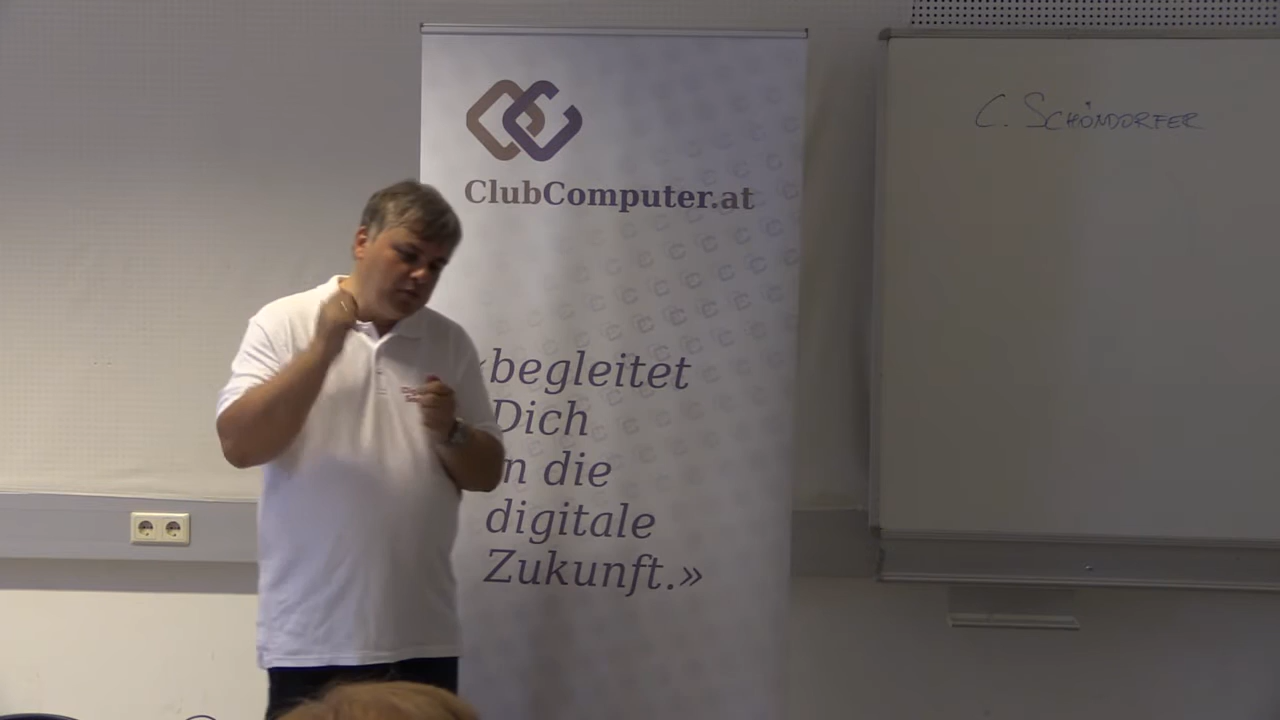 ClubComputer.at
C. SCHÖNDORFER
«begleitet
Dich
in die
digitale
Zukunft.»